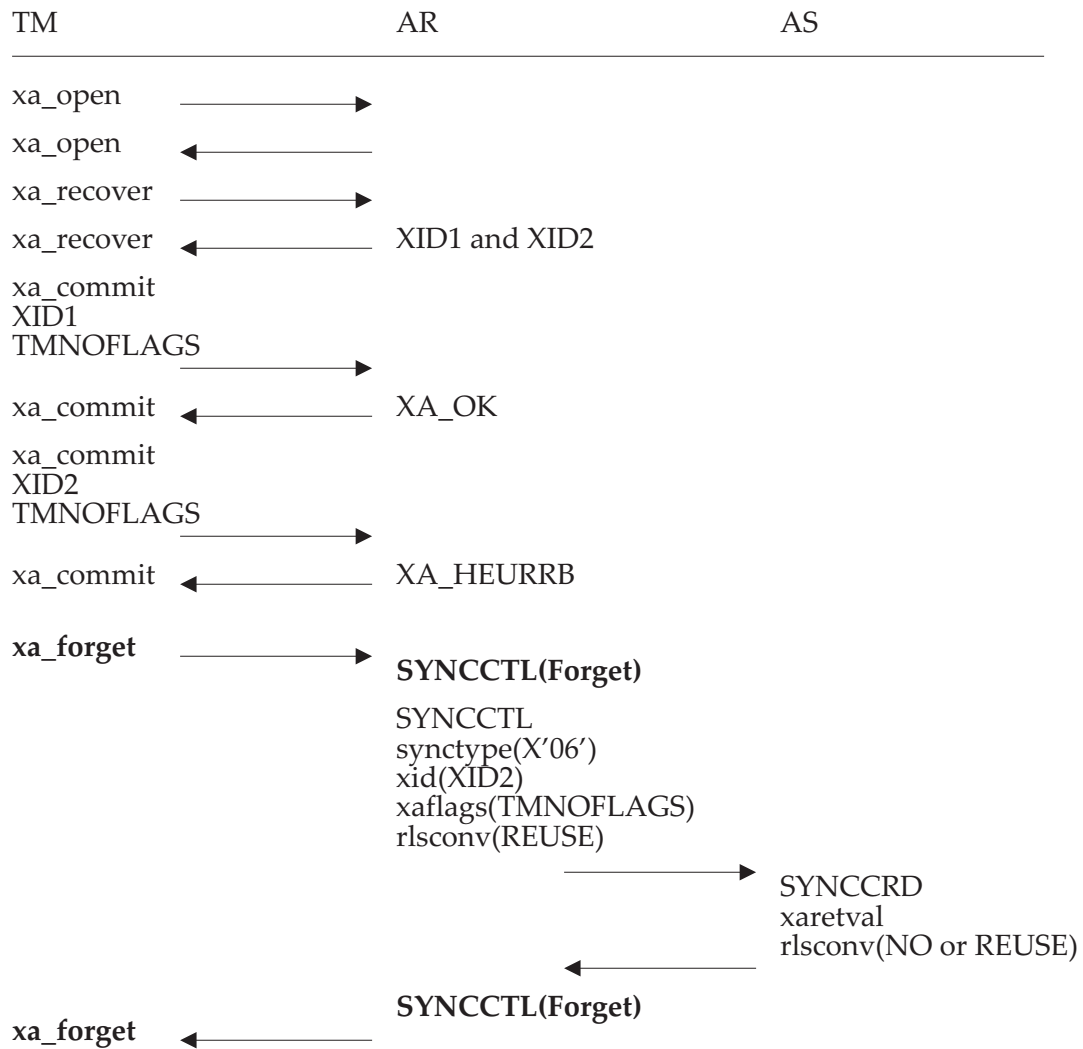 TM AR AS
xa_open
xa_open
xa_recover
xa_recover XID1 and XID2
xa_commit
XID1
TMNOFLAGS
xa_commit XA_OK
xa_commit
XID2
TMNOFLAGS
xa_commit XA_HEURRB
xa_forget
SYNCCTL(Forget)
SYNCCTL
synctype(X'06')
xid(XID2)
xaflags(TMNOFLAGS)
rlsconv(REUSE)
SYNCCRD
xaretval
rlsconv(NO or REUSE)
SYNCCTL(Forget)
xa_forget